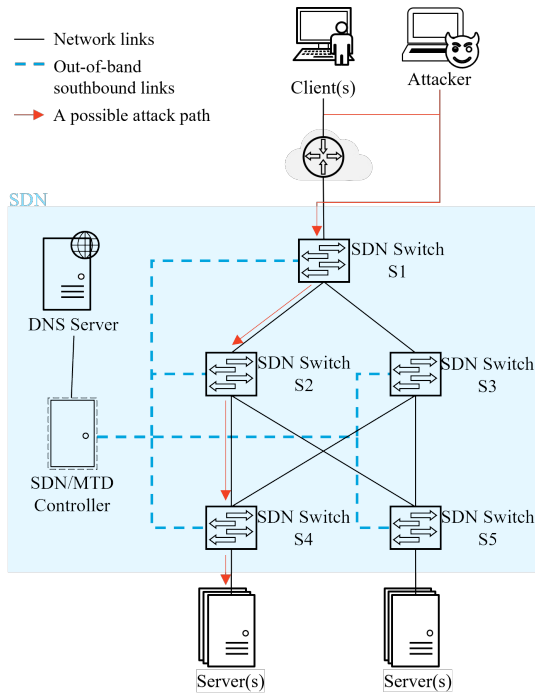 Network links
Out-of-band
southbound links
A possible attack path
Client(s)
Attacker
SDN
SDN Switch
S1
DNS Server
SDN Switch
S2
SDN Switch
S3
SDN/MTD
Controller
SDN Switch
S4
SDN Switch
S5
Server(s)
Server(s)